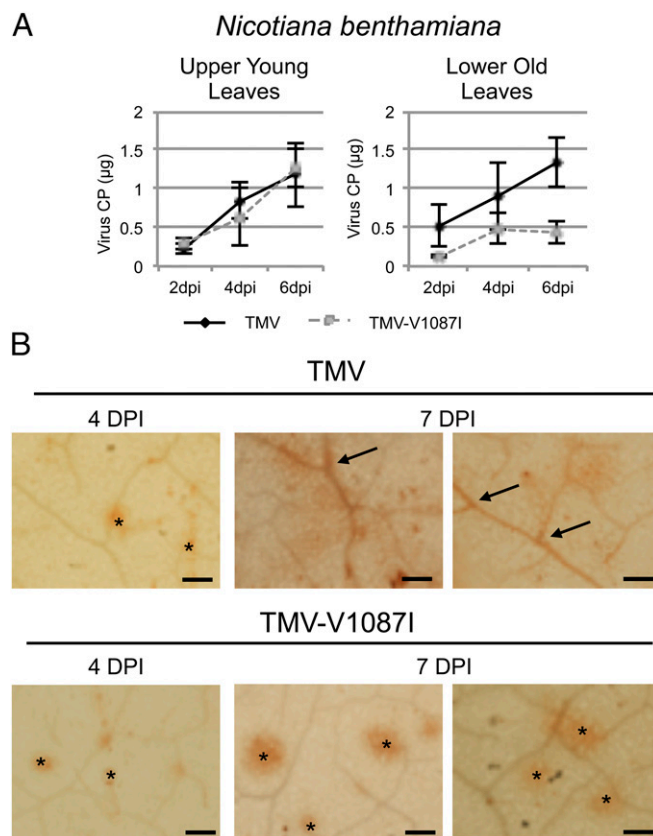 A
Nicotiana benthamiana
Upper Young
Leaves
Lower Old
Leaves
Virus CP (µg)
2
1.5
1
0.5
0
2dpi 4dpi 6dpi
Virus CP (µg)
2
1.5
1
0.5
0
2dpi 4dpi 6dpi
TMV TMV-V1087I
B
TMV
4 DPI 7 DPI
* *
TMV-V1087I
4 DPI 7 DPI
* * * * * * * *